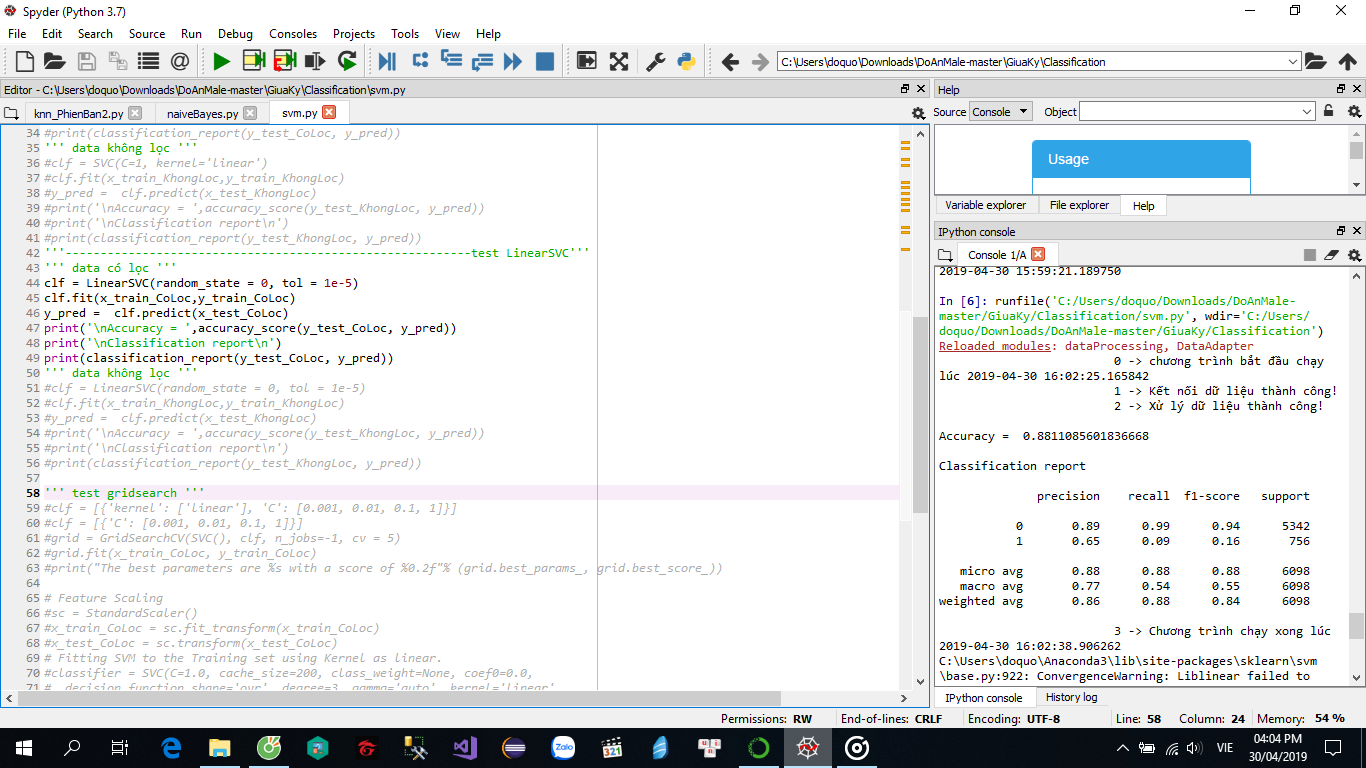 Spyder (Python 3.7)
File Edit Search Source Run Debug Consoles Projects Tools View Help
C:\Users\doquo\Downloads\DoAnMale-master\GiuaKy\Classification
Editor - C:\Users\doquo\Downloads\DoAnMale-master\GiuaKy\Classification\svm.py
knn_PhienBan2.py naiveBayes.py svm.py
34 #print(classification_report(y_test_CoLoc, y_pred))
35 ''' data không lọc '''
36 #clf = SVC(C=1, kernel='linear')
37 #clf.fit(x_train_KhongLoc,y_train_KhongLoc)
38 #y_pred =  clf.predict(x_test_KhongLoc)
39 #print('\nAccuracy = ',accuracy_score(y_test_KhongLoc, y_pred))
40 #print('\nClassification report\n')
41 #print(classification_report(y_test_KhongLoc, y_pred))
42 '''----------------------------------------------------------test LinearSVC'''
43 ''' data có lọc '''
44 clf = LinearSVC(random_state = 0, tol = 1e-5)
45 clf.fit(x_train_CoLoc,y_train_CoLoc)
46 y_pred =  clf.predict(x_test_CoLoc)
47 print('\nAccuracy = ',accuracy_score(y_test_CoLoc, y_pred))
48 print('\nClassification report\n')
49 print(classification_report(y_test_CoLoc, y_pred))
50 ''' data không lọc '''
51 #clf = LinearSVC(random_state = 0, tol = 1e-5)
52 #clf.fit(x_train_KhongLoc,y_train_KhongLoc)
53 #y_pred =  clf.predict(x_test_KhongLoc)
54 #print('\nAccuracy = ',accuracy_score(y_test_KhongLoc, y_pred))
55 #print('\nClassification report\n')
56 #print(classification_report(y_test_KhongLoc, y_pred))
57
58 ''' test gridsearch '''
59 #clf = [{'kernel': ['linear'], 'C': [0.001, 0.01, 0.1, 1]}]
60 #clf = [{'C': [0.001, 0.01, 0.1, 1]}]
61 #grid = GridSearchCV(SVC(), clf, n_jobs=-1, cv = 5)
62 #grid.fit(x_train_CoLoc, y_train_CoLoc)
63 #print("The best parameters are %s with a score of %0.2f"% (grid.best_params_, grid.best_score_))
64
65 # Feature Scaling
66 #sc = StandardScaler()
67 #x_train_CoLoc = sc.fit_transform(x_train_CoLoc)
68 #x_test_CoLoc = sc.transform(x_test_CoLoc)
69 # Fitting SVM to the Training set using Kernel as linear.
70 #classifier = SVC(C=1.0, cache_size=200, class_weight=None, coef0=0.0,
71 # decision_function_shape='ovr', degree=3, gamma='auto', kernel='linear'
Help
Source Console Object
Usage
Variable explorer File explorer Help
IPython console
Console 1/A
2019-04-30 15:59:21.189750
In [6]: runfile('C:/Users/doquo/Downloads/DoAnMale-
master/GiuaKy/Classification/svm.py', wdir='C:/Users/
doquo/Downloads/DoAnMale-master/GiuaKy/Classification')
Reloaded modules: dataProcessing, DataAdapter
0 -> chương trình bắt đầu chạy
lúc 2019-04-30 16:02:25.165842
1 -> Kết nối dữ liệu thành công!
2 -> Xử lý dữ liệu thành công!
Accuracy =  0.8811085601836668
Classification report
precision recall f1-score support
0 0.89 0.99 0.94 5342
1 0.65 0.09 0.16 756
micro avg 0.88 0.88 0.88 6098
macro avg 0.77 0.54 0.55 6098
weighted avg 0.86 0.88 0.84 6098
3 -> Chương trình chạy xong lúc
2019-04-30 16:02:38.906262
C:\Users\doquo\Anaconda3\lib\site-packages\sklearn\svm
\base.py:922: ConvergenceWarning: Liblinear failed to
IPython console History log
Permissions: RW End-of-lines: CRLF Encoding: UTF-8 Line: 58 Column: 24 Memory: 54 %
Zalo 321 VIE 04:04 PM
30/04/2019